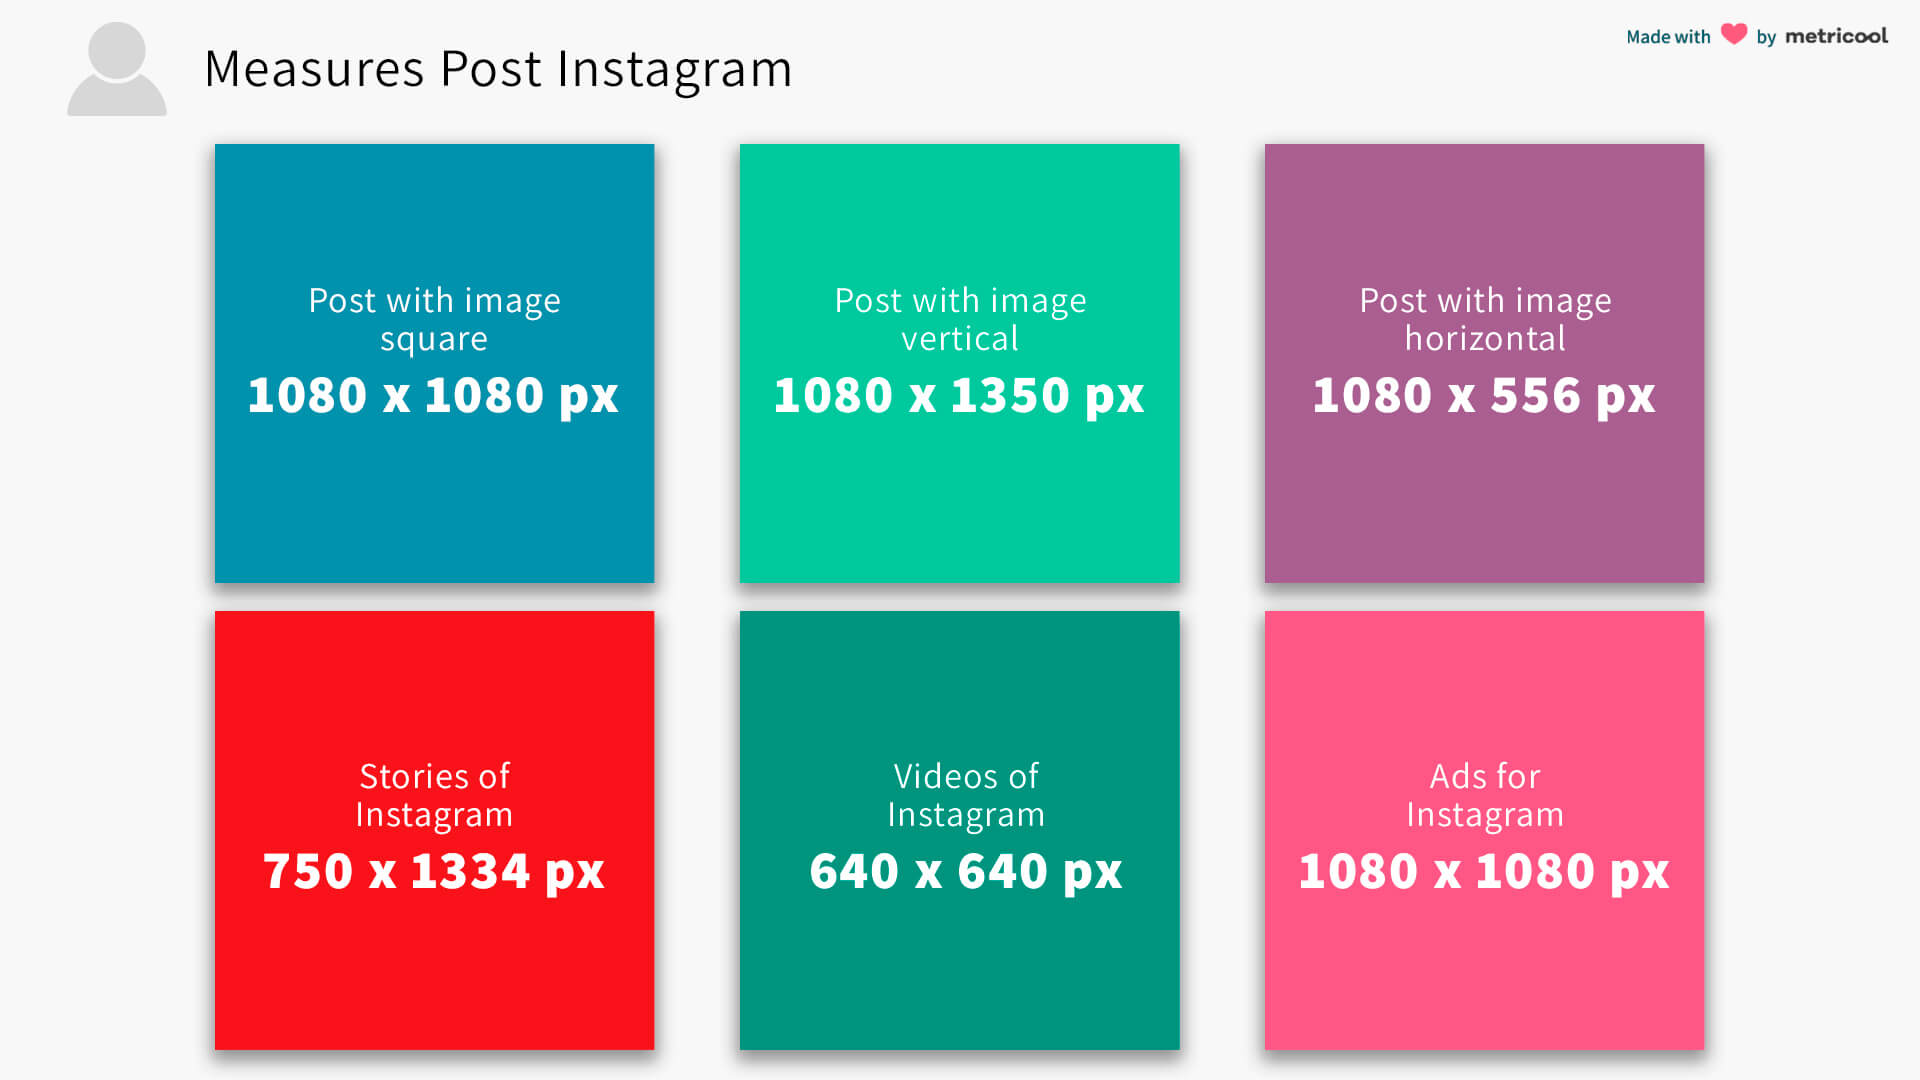 Measures Post Instagram
Made with by metricool
Post with image
square
1080 x 1080 px
Post with image
vertical
1080 x 1350 px
Post with image
horizontal
1080 x 556 px
Stories of
Instagram
750 x 1334 px
Videos of
Instagram
640 x 640 px
Ads for
Instagram
1080 x 1080 px